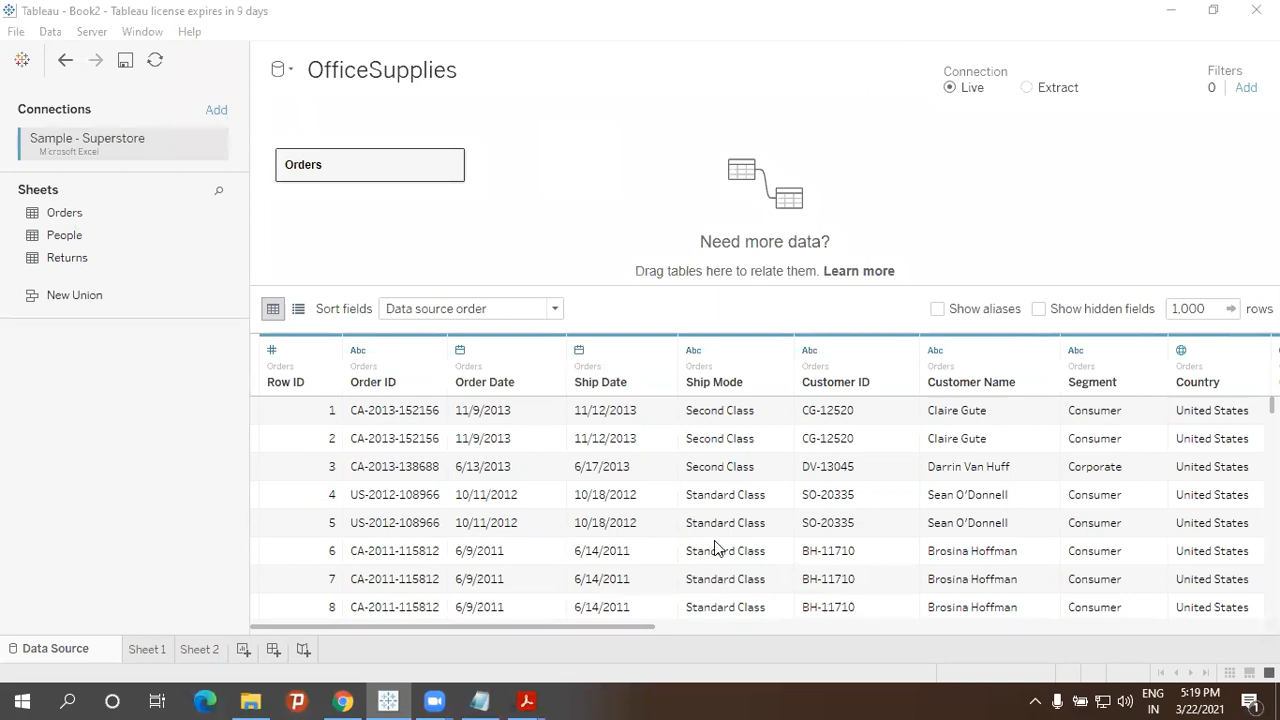 Tableau - Book2 - Tableau license expires in 9 days
File Data Server Window Help
OfficeSupplies
Connection
Live Extract
Filters
0 Add
Connections Add
Sample - Superstore
Microsoft Excel
Sheets
Orders
People
Returns
New Union
Orders
Need more data?
Drag tables here to relate them. Learn more
Sort fields Data source order Show aliases Show hidden fields 1,000 rows
# Abc Abc Abc Abc Abc
Orders Orders Orders Orders Orders Orders Orders Orders Orders
Row ID Order ID Order Date Ship Date Ship Mode Customer ID Customer Name Segment Country
1 CA-2013-152156 11/9/2013 11/12/2013 Second Class CG-12520 Claire Gute Consumer United States
2 CA-2013-152156 11/9/2013 11/12/2013 Second Class CG-12520 Claire Gute Consumer United States
3 CA-2013-138688 6/13/2013 6/17/2013 Second Class DV-13045 Darrin Van Huff Corporate United States
4 US-2012-108966 10/11/2012 10/18/2012 Standard Class SO-20335 Sean O'Donnell Consumer United States
5 US-2012-108966 10/11/2012 10/18/2012 Standard Class SO-20335 Sean O'Donnell Consumer United States
6 CA-2011-115812 6/9/2011 6/14/2011 Standard Class BH-11710 Brosina Hoffman Consumer United States
7 CA-2011-115812 6/9/2011 6/14/2011 Standard Class BH-11710 Brosina Hoffman Consumer United States
8 CA-2011-115812 6/9/2011 6/14/2011 Standard Class BH-11710 Brosina Hoffman Consumer United States
Data Source Sheet 1 Sheet 2
ENG
IN
5:19 PM
3/22/2021
1